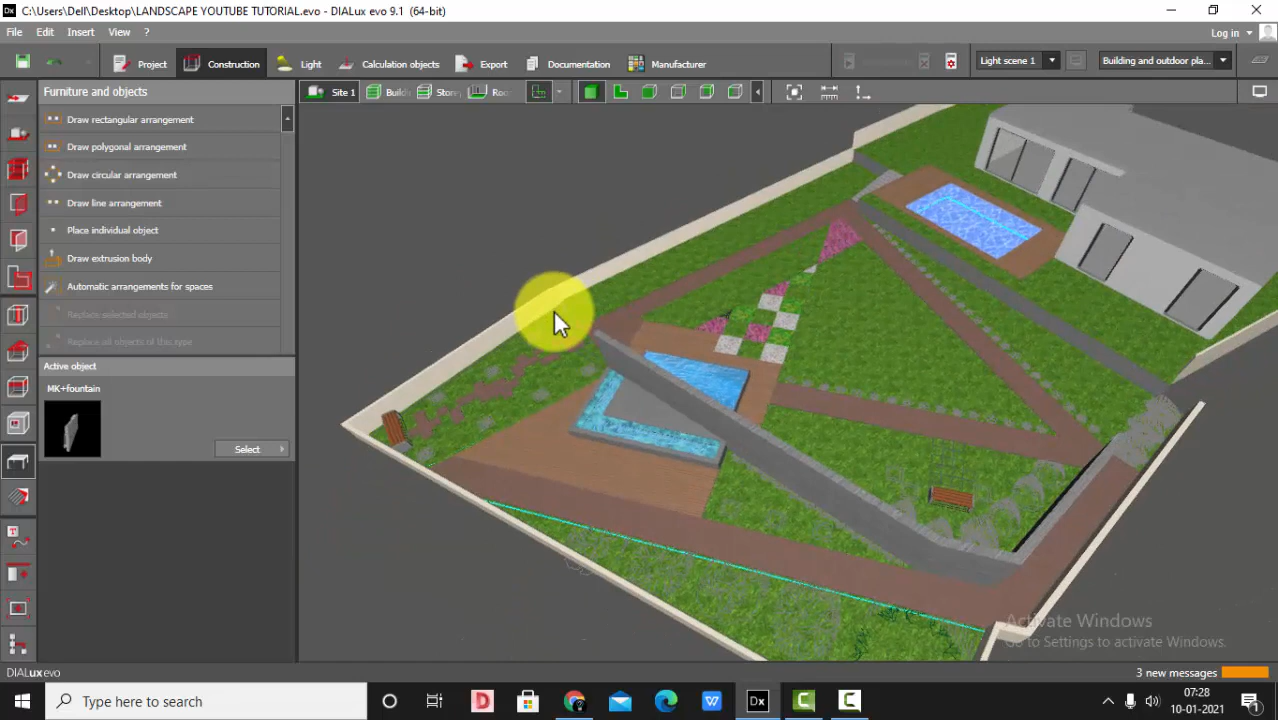 C:\Users\Dell\Desktop\LANDSCAPE YOUTUBE TUTORIAL.evo - DIALux evo 9.1 (64-bit)
File Edit Insert View ?
Log in
Project Construction Light Calculation objects Export Documentation Manufacturer
Light scene 1
Building and outdoor pla...
Furniture and objects
Site 1 Build Store Roo
Draw rectangular arrangement
Draw polygonal arrangement
Draw circular arrangement
Draw line arrangement
Place individual object
Draw extrusion body
Automatic arrangements for spaces
Replace selected objects
Replace all objects of this type
Active object
MK+fountain
Select
Activate Windows
Go to Settings to activate Windows.
DIALux evo
3 new messages
Type here to search
07:28
10-01-2021